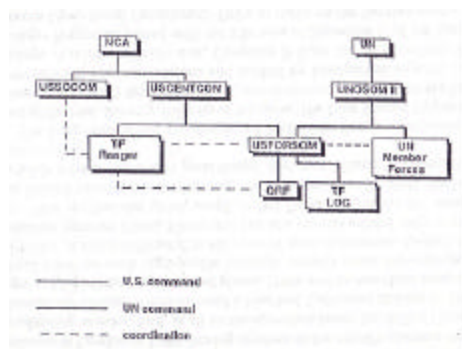 NCA
UN
USSOCOM
USCENTCOM
UNOSOM II
TF
Ranger
USFORSOM
UN
Member
Forces
QRF
TF
LOG
U.S. command
UN command
coordination